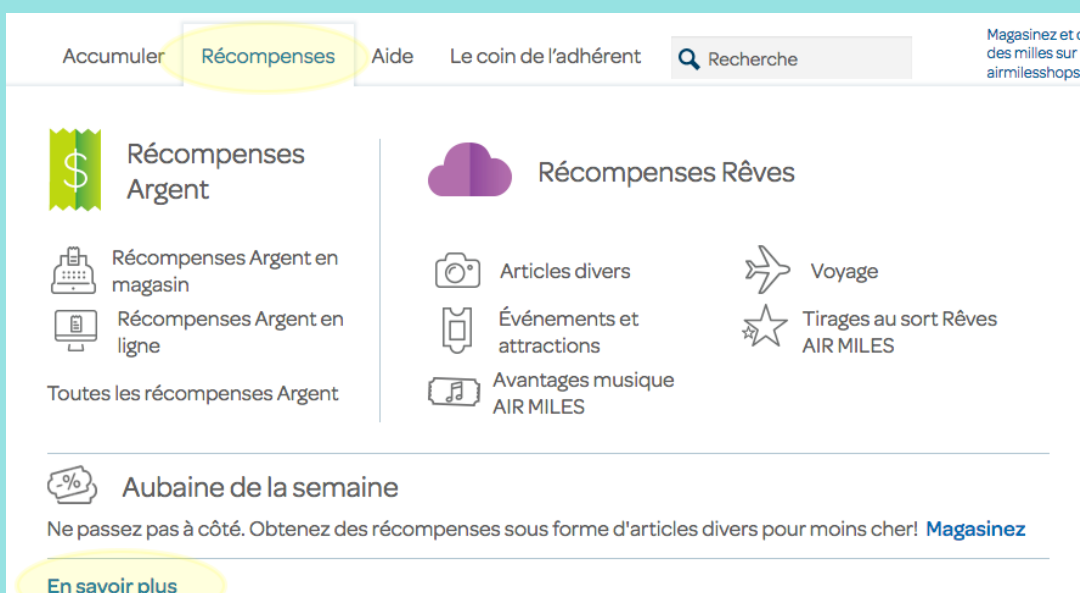 Accumuler Récompenses Aide Le coin de l'adhérent Recherche
Magasinez et
des milles sur
airmilesshops
$
Récompenses
Argent
Récompenses Argent en
magasin
Récompenses Argent en
ligne
Toutes les récompenses Argent
Récompenses Rêves
Articles divers
Événements et
attractions
Avantages musique
AIR MILES
Voyage
Tirages au sort Rêves
AIR MILES
-%
Aubaine de la semaine
Ne passez pas à côté. Obtenez des récompenses sous forme d'articles divers pour moins cher! Magasinez
En savoir plus